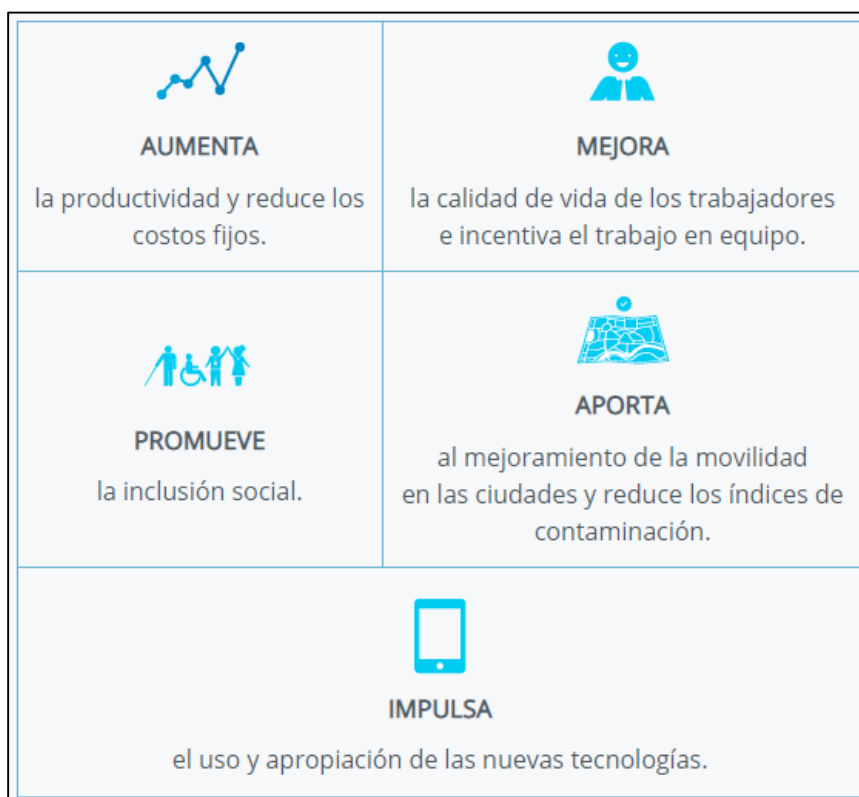 AUMENTA
la productividad y reduce los
costos fijos.
MEJORA
la calidad de vida de los trabajadores
e incentiva el trabajo en equipo.
PROMUEVE
la inclusión social.
APORTA
al mejoramiento de la movilidad
en las ciudades y reduce los índices de
contaminación.
IMPULSA
el uso y apropiación de las nuevas tecnologías.